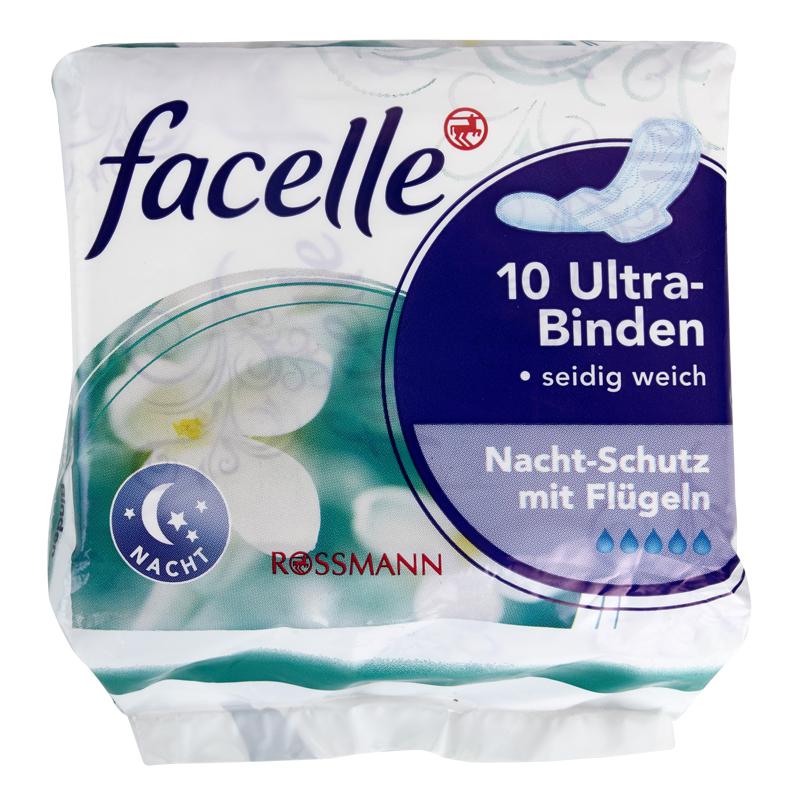 facelle
10 Ultra-
Binden
• seidig weich
Nacht-Schutz
mit Flügeln
NACHT
ROSSMANN